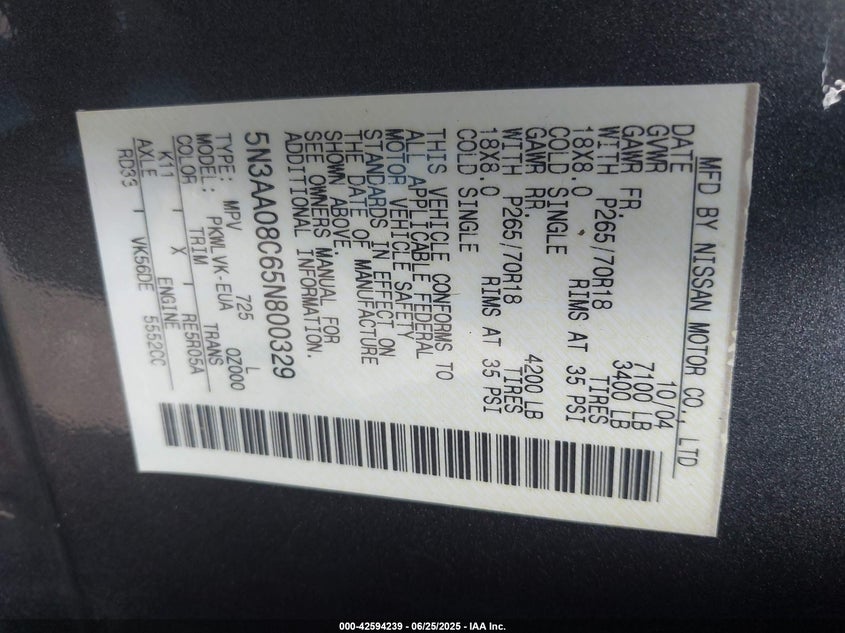 MFD BY NISSAN MOTOR CO., LTD
DATE 10/04
GVWR 7100 LB
GAWR FR. 3400 LB
WITH P265/70R18 TIRES
18X8.0 RIMS AT 35 PSI
COLD SINGLE
GAWR RR. 4200 LB
WITH P265/70R18 TIRES
18X8.0 RIMS AT 35 PSI
COLD SINGLE
THIS VEHICLE CONFORMS TO
ALL APPLICABLE FEDERAL
MOTOR VEHICLE SAFETY
STANDARDS IN EFFECT ON
THE DATE OF MANUFACTURE
SHOWN ABOVE.
SEE OWNERS MANUAL FOR
ADDITIONAL INFORMATION.
5N3AA08C65N800329
TYPE: MPV 725 L
MODEL: PKWLVK-EUA 0Z000
COLOR TRIM TRANS
K11 X RE5R05A
AXLE ENGINE
RD33 VK56DE 5552CC
000-42594239 - 06/25/2025 - IAA Inc.